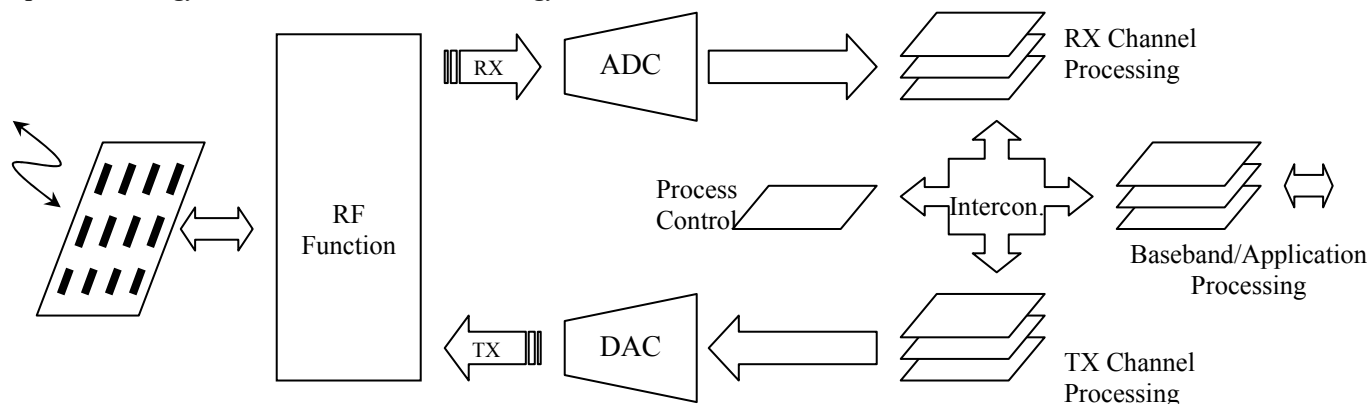 RX
ADC
RX Channel
Processing
RF
Function
Process
Control
Intercon.
Baseband/Application
Processing
TX
DAC
TX Channel
Processing